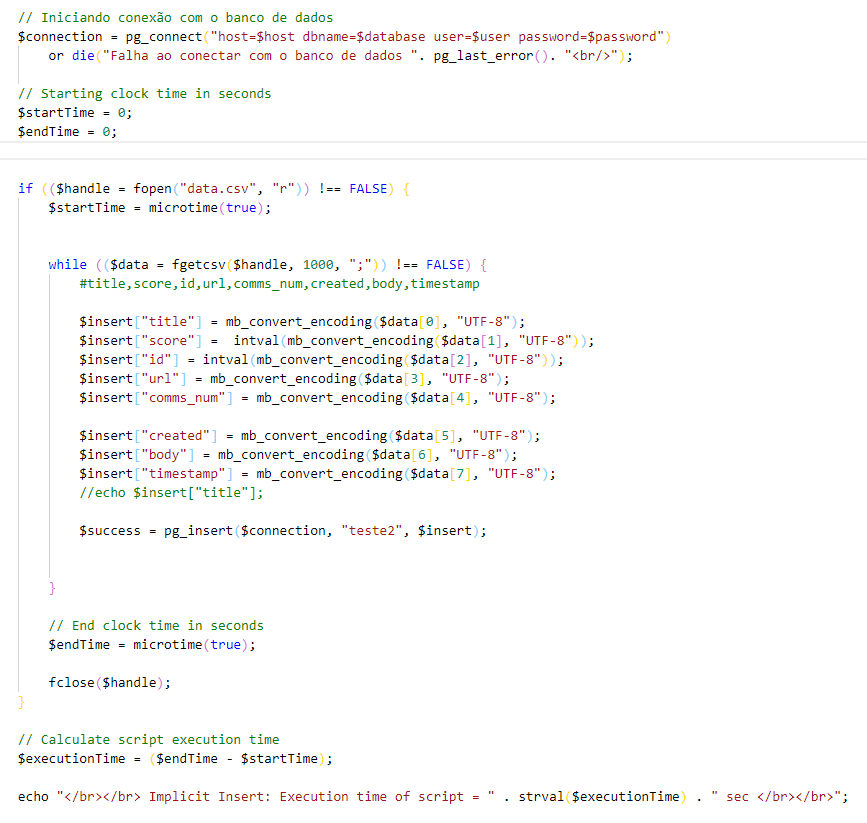 // Iniciando conexão com o banco de dados
$connection = pg_connect("host=$host dbname=$database user=$user password=$password")
or die("Falha ao conectar com o banco de dados ". pg_last_error(). "<br/>");
// Starting clock time in seconds
$startTime = 0;
$endTime = 0;
if (($handle = fopen("data.csv", "r")) !== FALSE) {
$startTime = microtime(true);
while (($data = fgetcsv($handle, 1000, ";")) !== FALSE) {
#title,score,id,url,comms_num,created,body,timestamp
$insert["title"] = mb_convert_encoding($data[0], "UTF-8");
$insert["score"] =  intval(mb_convert_encoding($data[1], "UTF-8"));
$insert["id"] = intval(mb_convert_encoding($data[2], "UTF-8"));
$insert["url"] = mb_convert_encoding($data[3], "UTF-8");
$insert["comms_num"] = mb_convert_encoding($data[4], "UTF-8");
$insert["created"] = mb_convert_encoding($data[5], "UTF-8");
$insert["body"] = mb_convert_encoding($data[6], "UTF-8");
$insert["timestamp"] = mb_convert_encoding($data[7], "UTF-8");
//echo $insert["title"];
$success = pg_insert($connection, "teste2", $insert);
}
// End clock time in seconds
$endTime = microtime(true);
fclose($handle);
}
// Calculate script execution time
$executionTime = ($endTime - $startTime);
echo "</br></br> Implicit Insert: Execution time of script = " . strval($executionTime) . " sec </br></br>";